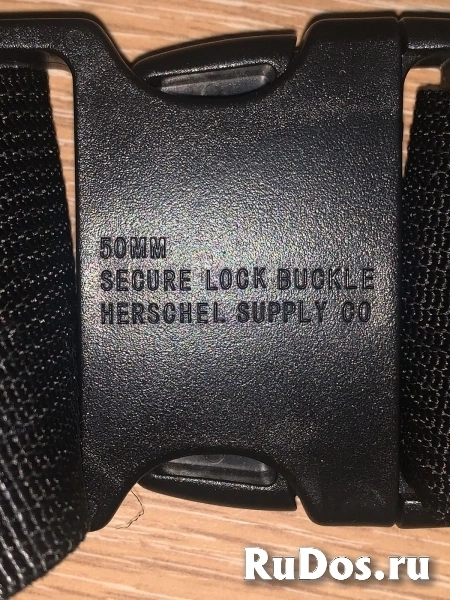 50MM
SECURE LOCK BUCKLE
HERSCHEL SUPPLY CO
RuDos.ru